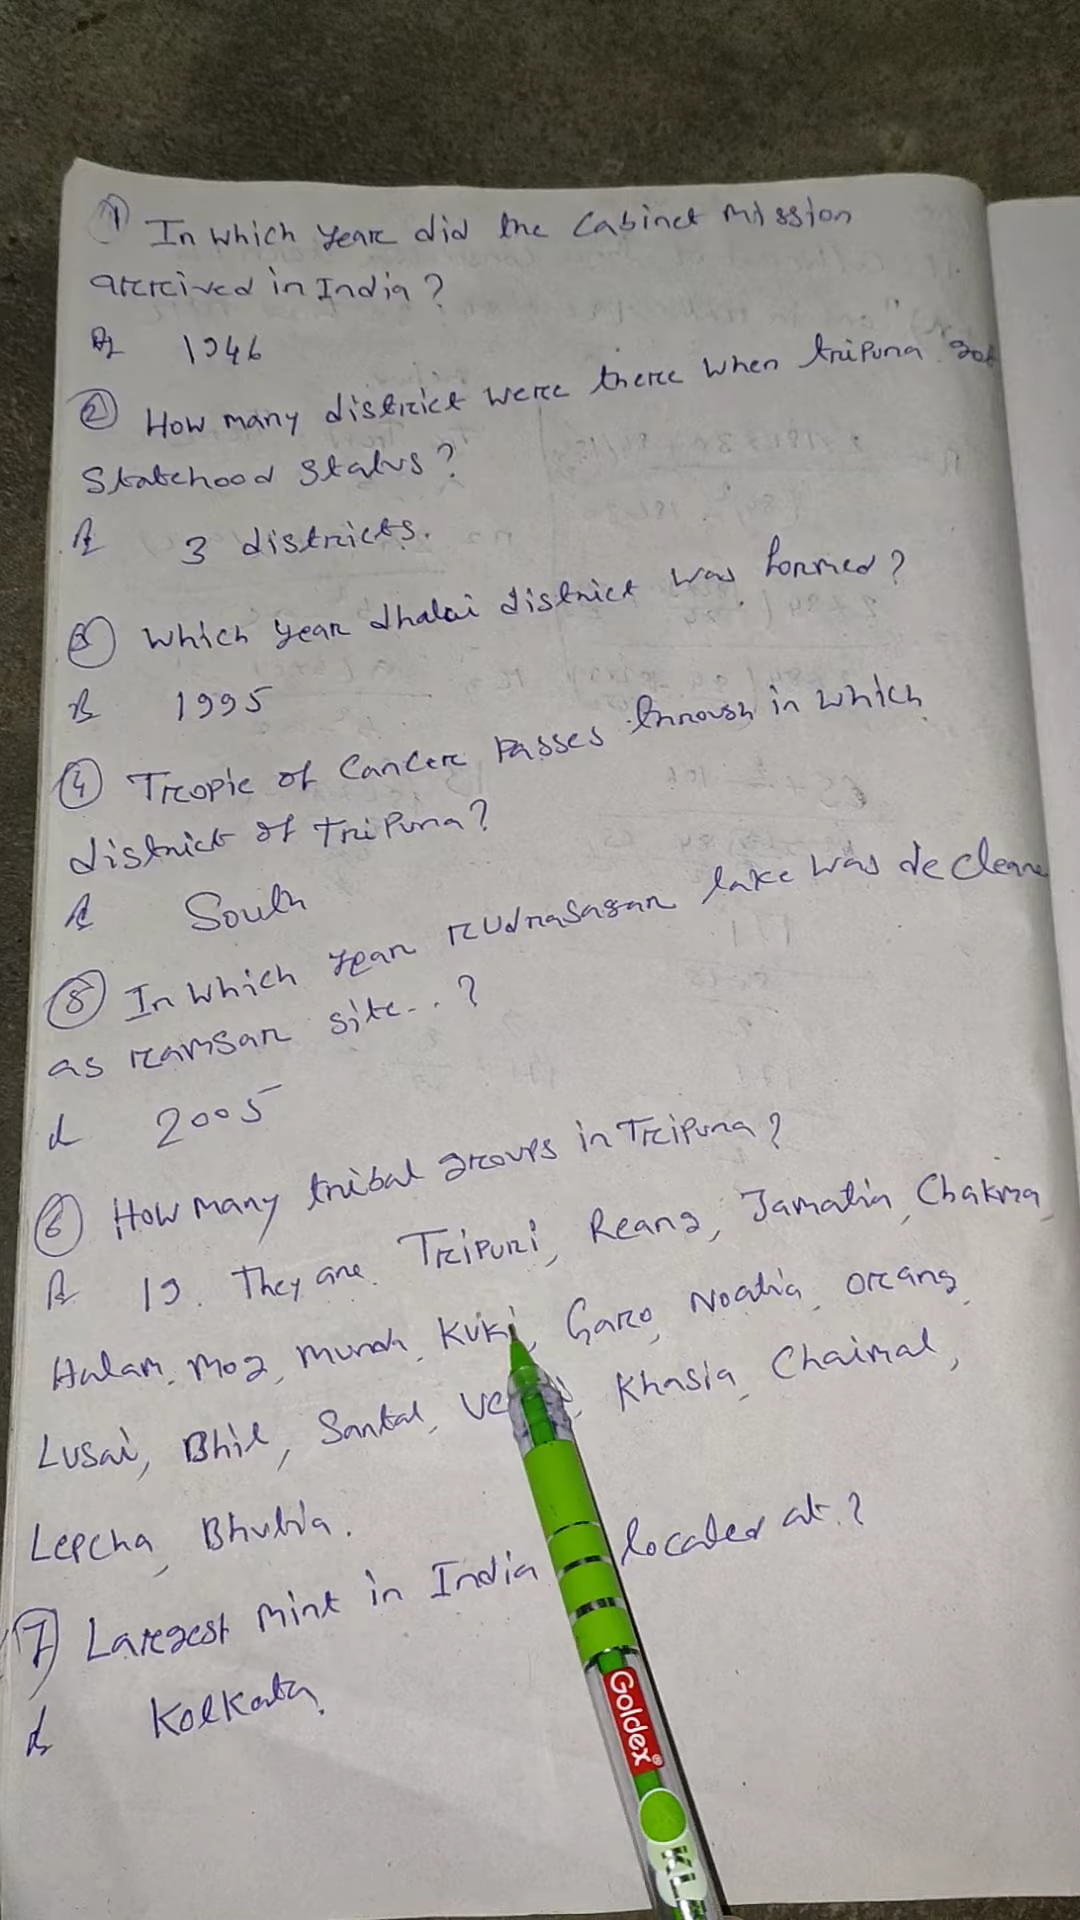 1 In which year did the Cabinet Mission
arrived in India?
A 1946
2 How many district were there when tripura got
Statehood Status?
A 3 districts.
3 Which year dhalai district was formed?
A 1995
4 Tropic of Cancer Passes through in which
district of Tripura?
A South
5 In which year rudrasagar lake was declare
as ramsar site..?
A 2005
6 How many tribal groups in Tripura?
A 19. They are. Tripuri, Reang, Jamatia, Chakma,
Halam, Mog, Munda, Kuki, Garo, Noatia, Orang,
Lusai, Bhil, Santal, Khasia, Chaimal,
Lepcha, Bhutia.
7 Largest mint in India located at.?
A Kolkata.
Goldex®
KL